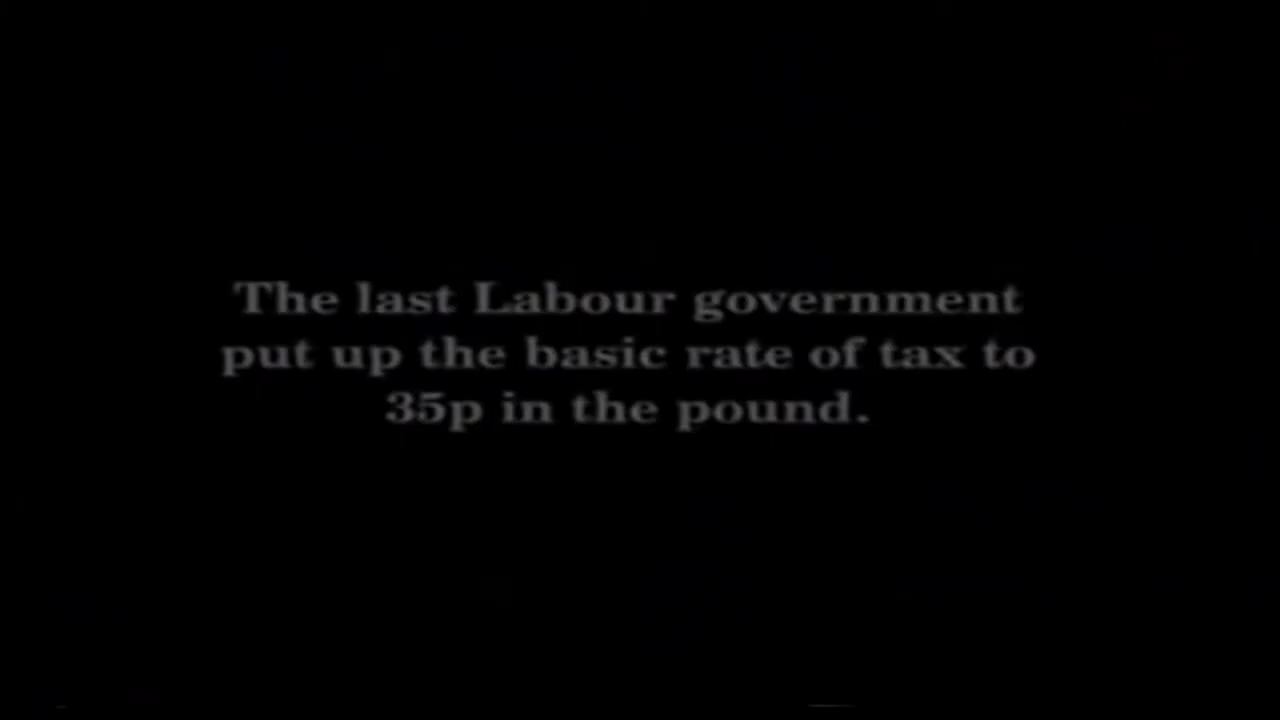 The last Labour government
put up the basic rate of tax to
35p in the pound.